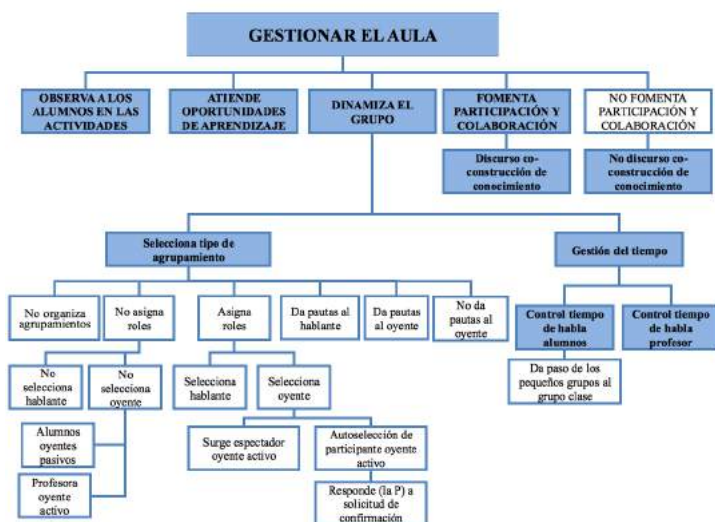 GESTIONAR EL AULA
OBSERVA A LOS
ALUMNOS EN LAS
ACTIVIDADES
ATIENDE
OPORTUNIDADES
DE APRENDIZAJE
DINAMIZA EL
GRUPO
FOMENTA
PARTICIPACIÓN Y
COLABORACIÓN
NO FOMENTA
PARTICIPACIÓN Y
COLABORACIÓN
Discurso co-
construcción de
conocimiento
No discurso co-
construcción de
conocimiento
Selecciona tipo de
agrupamiento
Gestión del tiempo
No organiza
agrupamientos
No asigna
roles
Asigna
roles
Da pautas al
hablante
Da pautas
al oyente
No da
pautas al
oyente
Control tiempo
de habla
alumnos
Control tiempo
de habla
profesor
No
selecciona
hablante
No
selecciona
oyente
Selecciona
hablante
Selecciona
oyente
Da paso de los
pequeños grupos al
grupo clase
Alumnos
oyentes
pasivos
Surge espectador
oyente activo
Autoselección de
participante oyente
activo
Profesora
oyente
activo
Responde (la P) a
solicitud de
confirmación